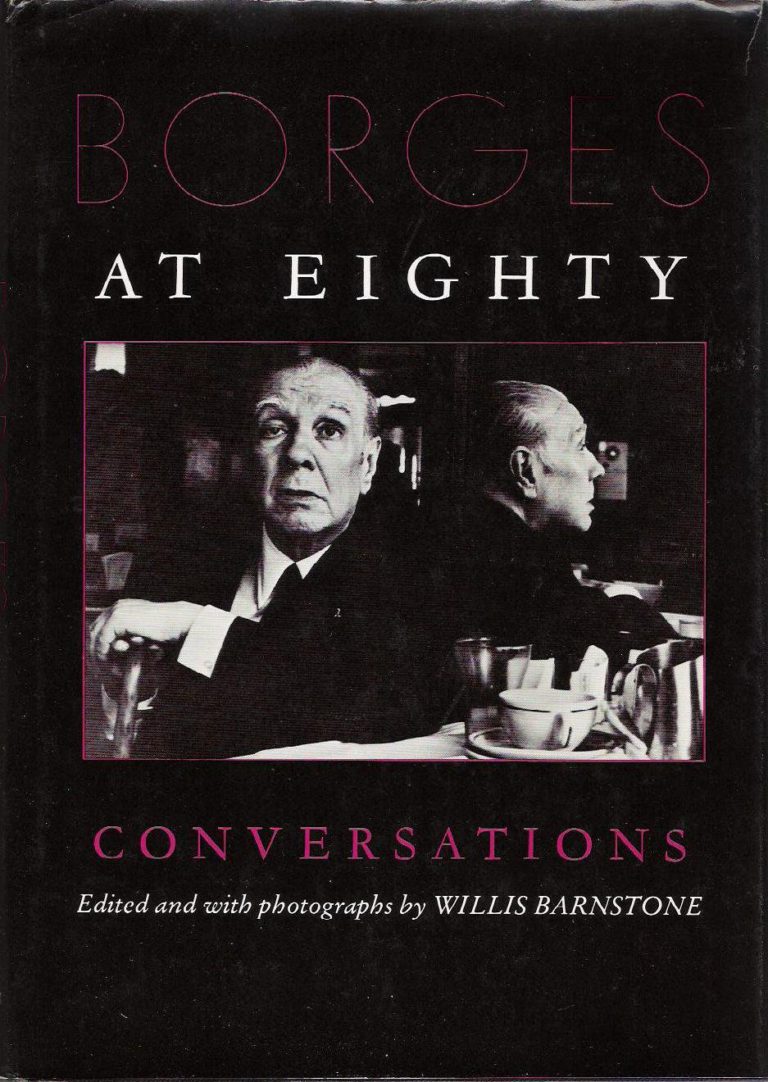 BORGES
AT EIGHTY
CONVERSATIONS
Edited and with photographs by WILLIS BARNSTONE